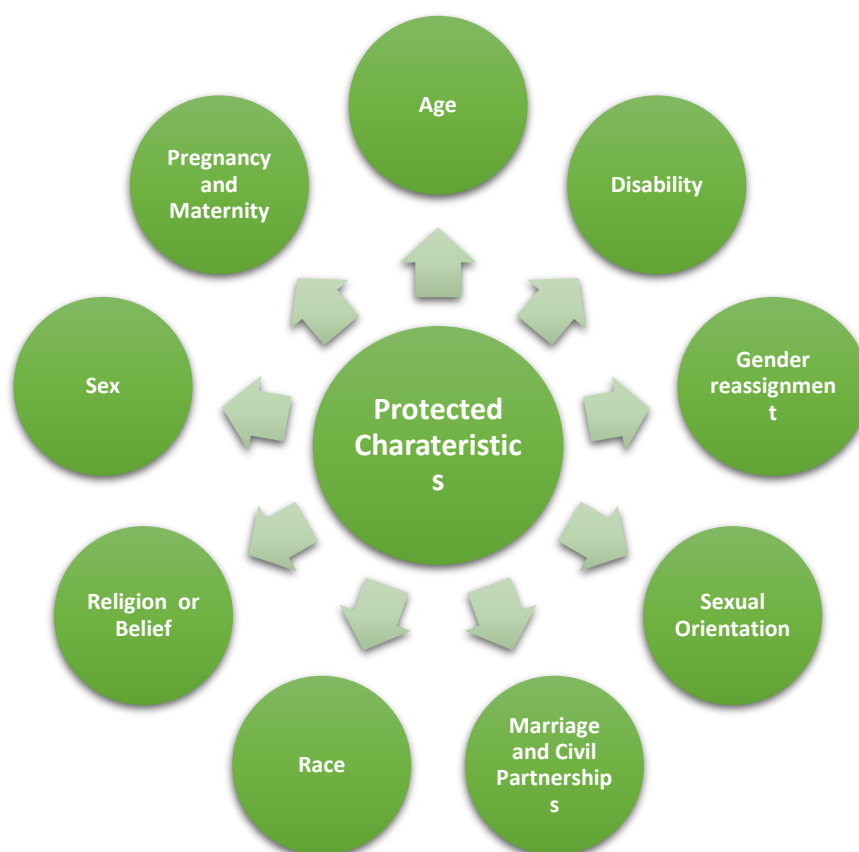 Age
Disability
Gender
reassignmen
t
Sexual
Orientation
Marriage
and Civil
Partnership
s
Race
Religion  or
Belief
Sex
Pregnancy
and
Maternity
Protected
Charateristic
s